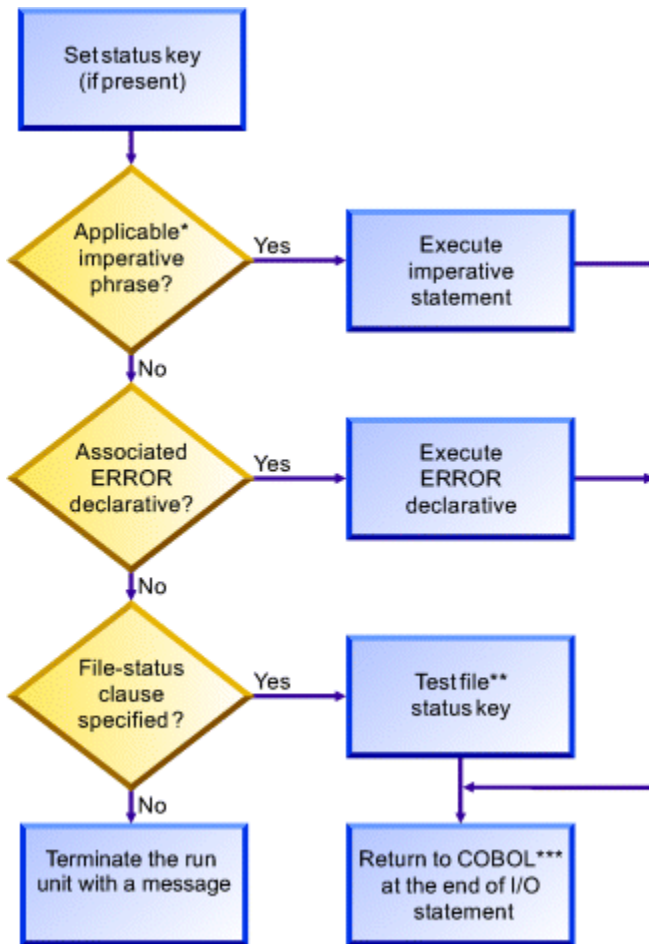 Set status key
(if present)
Applicable*
imperative
phrase?
Yes
Execute
imperative
statement
No
Associated
ERROR
declarative?
Yes
Execute
ERROR
declarative
No
File-status
clause
specified?
Yes
Test file**
status key
No
Terminate the run
unit with a message
Return to COBOL***
at the end of I/O
statement